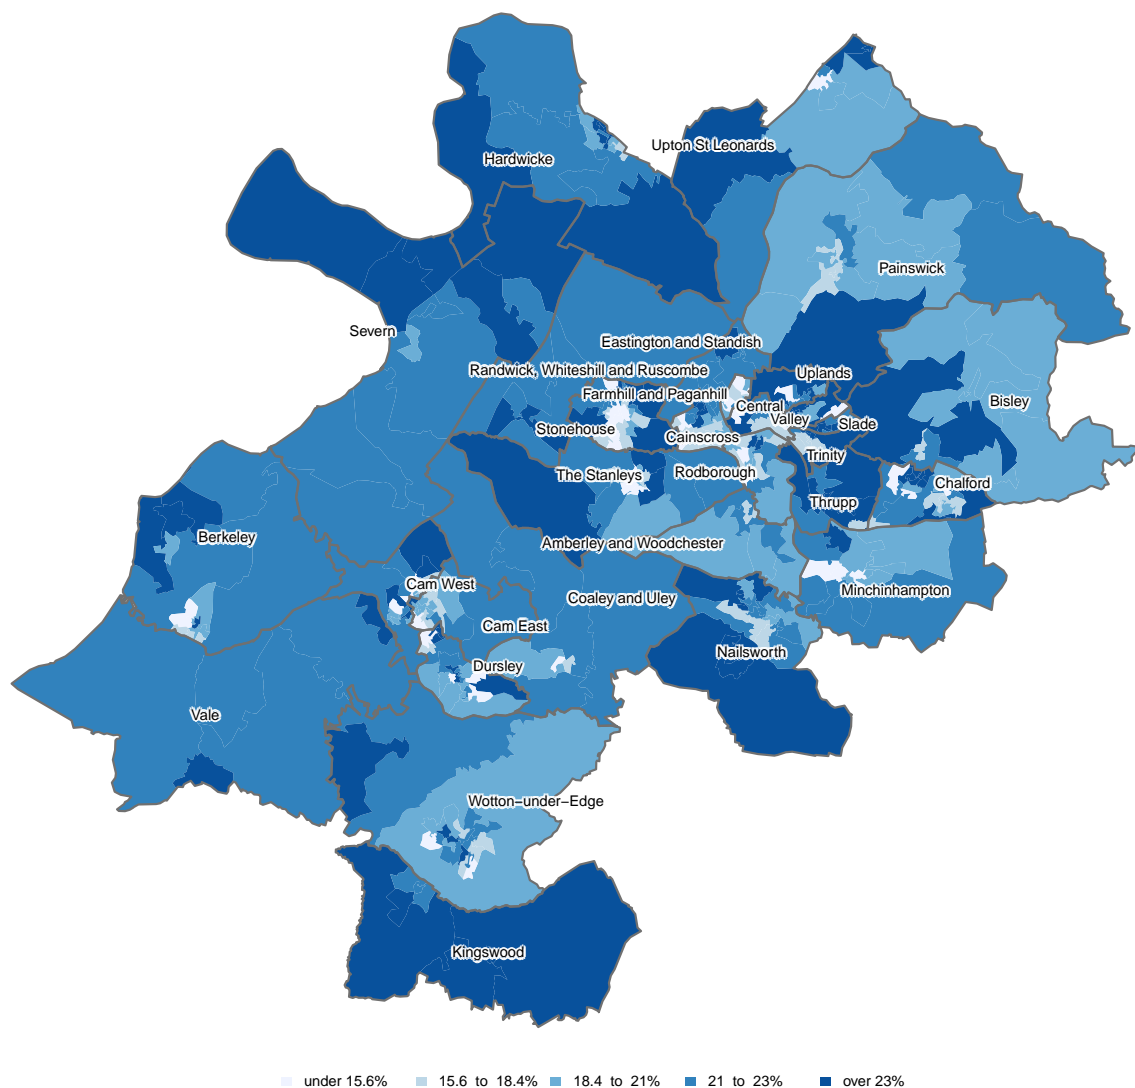 Upton St Leonards
Hardwicke
Painswick
Severn
Eastington and Standish
Randwick, Whiteshill and Ruscombe
Uplands
Farmhill and Paganhill
Bisley
Central
Valley
Slade
Stonehouse
Cainscross
Trinity
The Stanleys
Rodborough
Chalford
Thrupp
Berkeley
Amberley and Woodchester
Cam West
Minchinhampton
Coaley and Uley
Cam East
Nailsworth
Dursley
Vale
Wotton−under−Edge
Kingswood
under 15.6% 15.6 to 18.4% 18.4 to 21% 21 to 23% over 23%